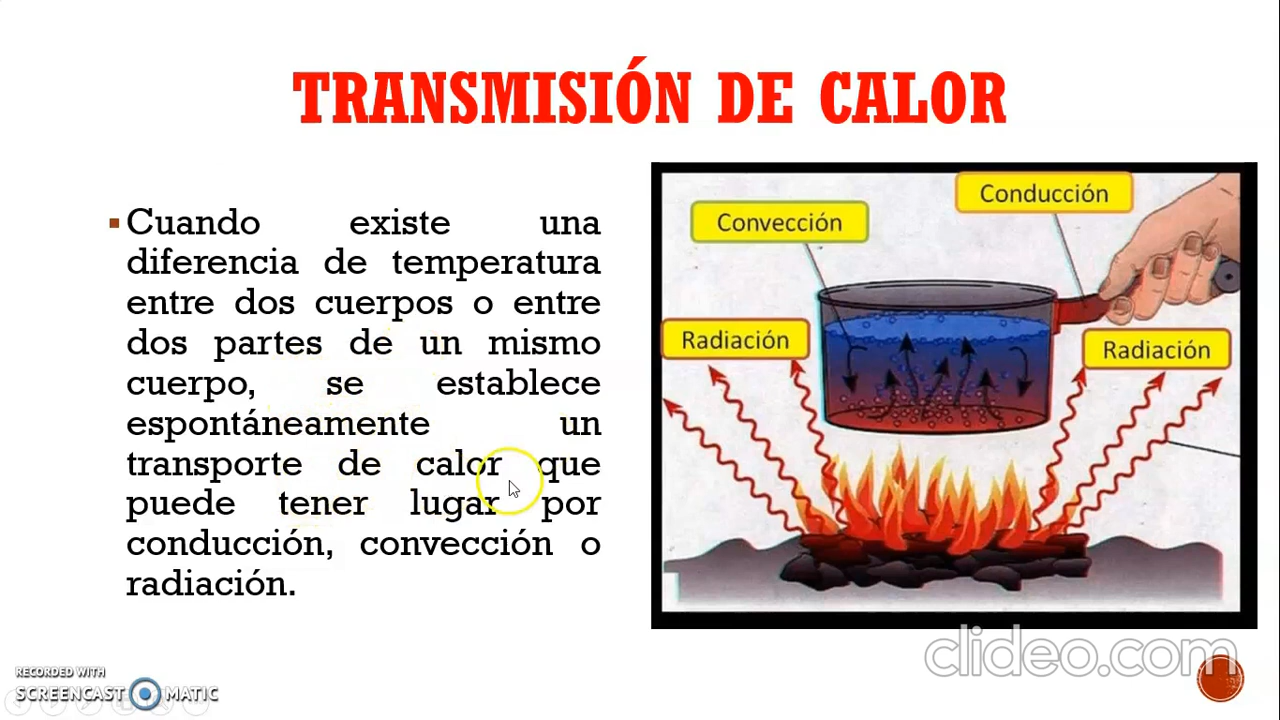 TRANSMISIÓN DE CALOR
Cuando existe una
diferencia de temperatura
entre dos cuerpos o entre
dos partes de un mismo
cuerpo, se establece
espontáneamente un
transporte de calor que
puede tener lugar por
conducción, convección o
radiación.
Conducción
Convección
Radiación
Radiación
clideo.com
RECORDED WITH
SCREENCAST MATIC